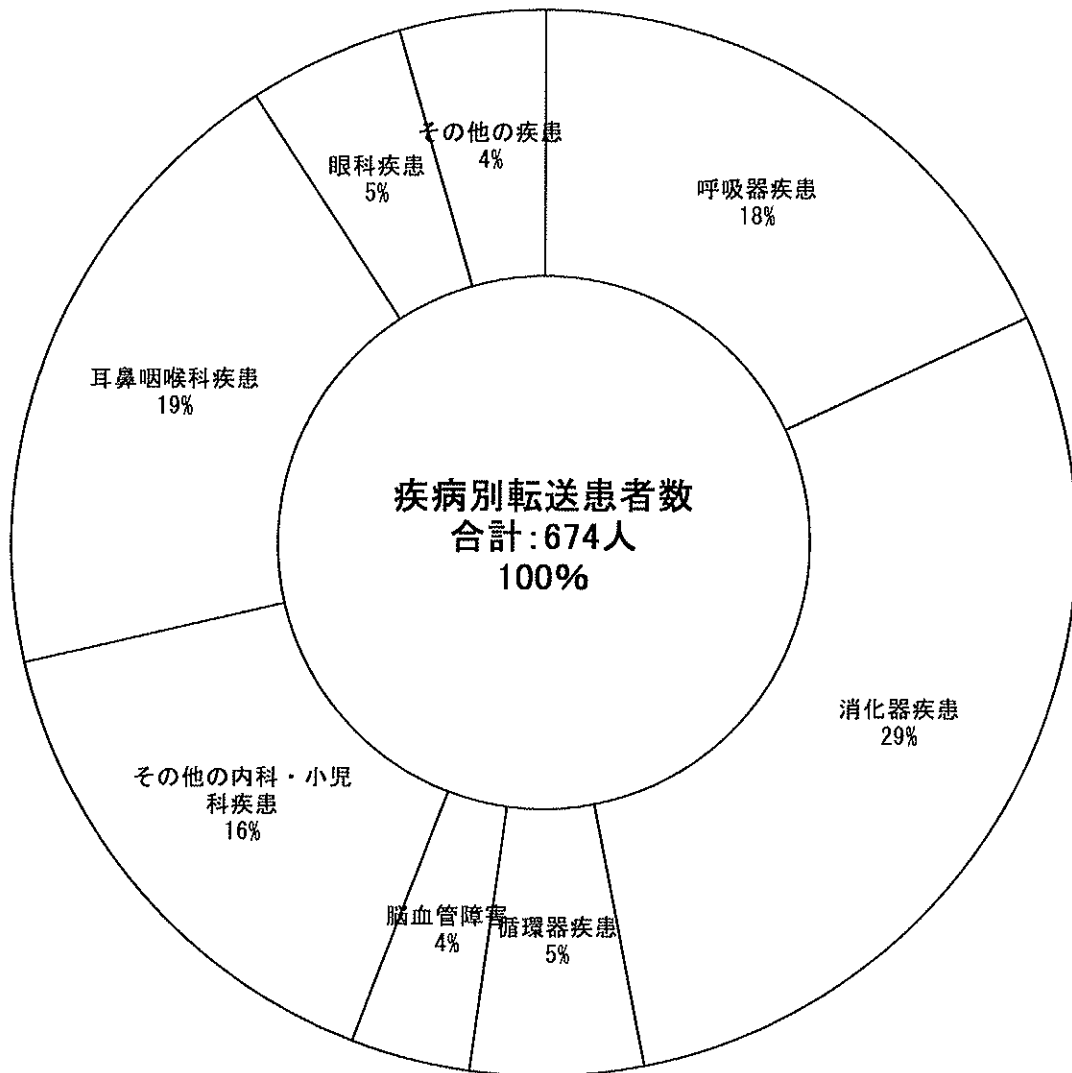 その他の疾患
4%
眼科疾患
5%
呼吸器疾患
18%
耳鼻咽喉科疾患
19%
疾病別転送患者数
合計:674人
100%
消化器疾患
29%
その他の内科・小児
科疾患
16%
脳血管障害
4%
循環器疾患
5%